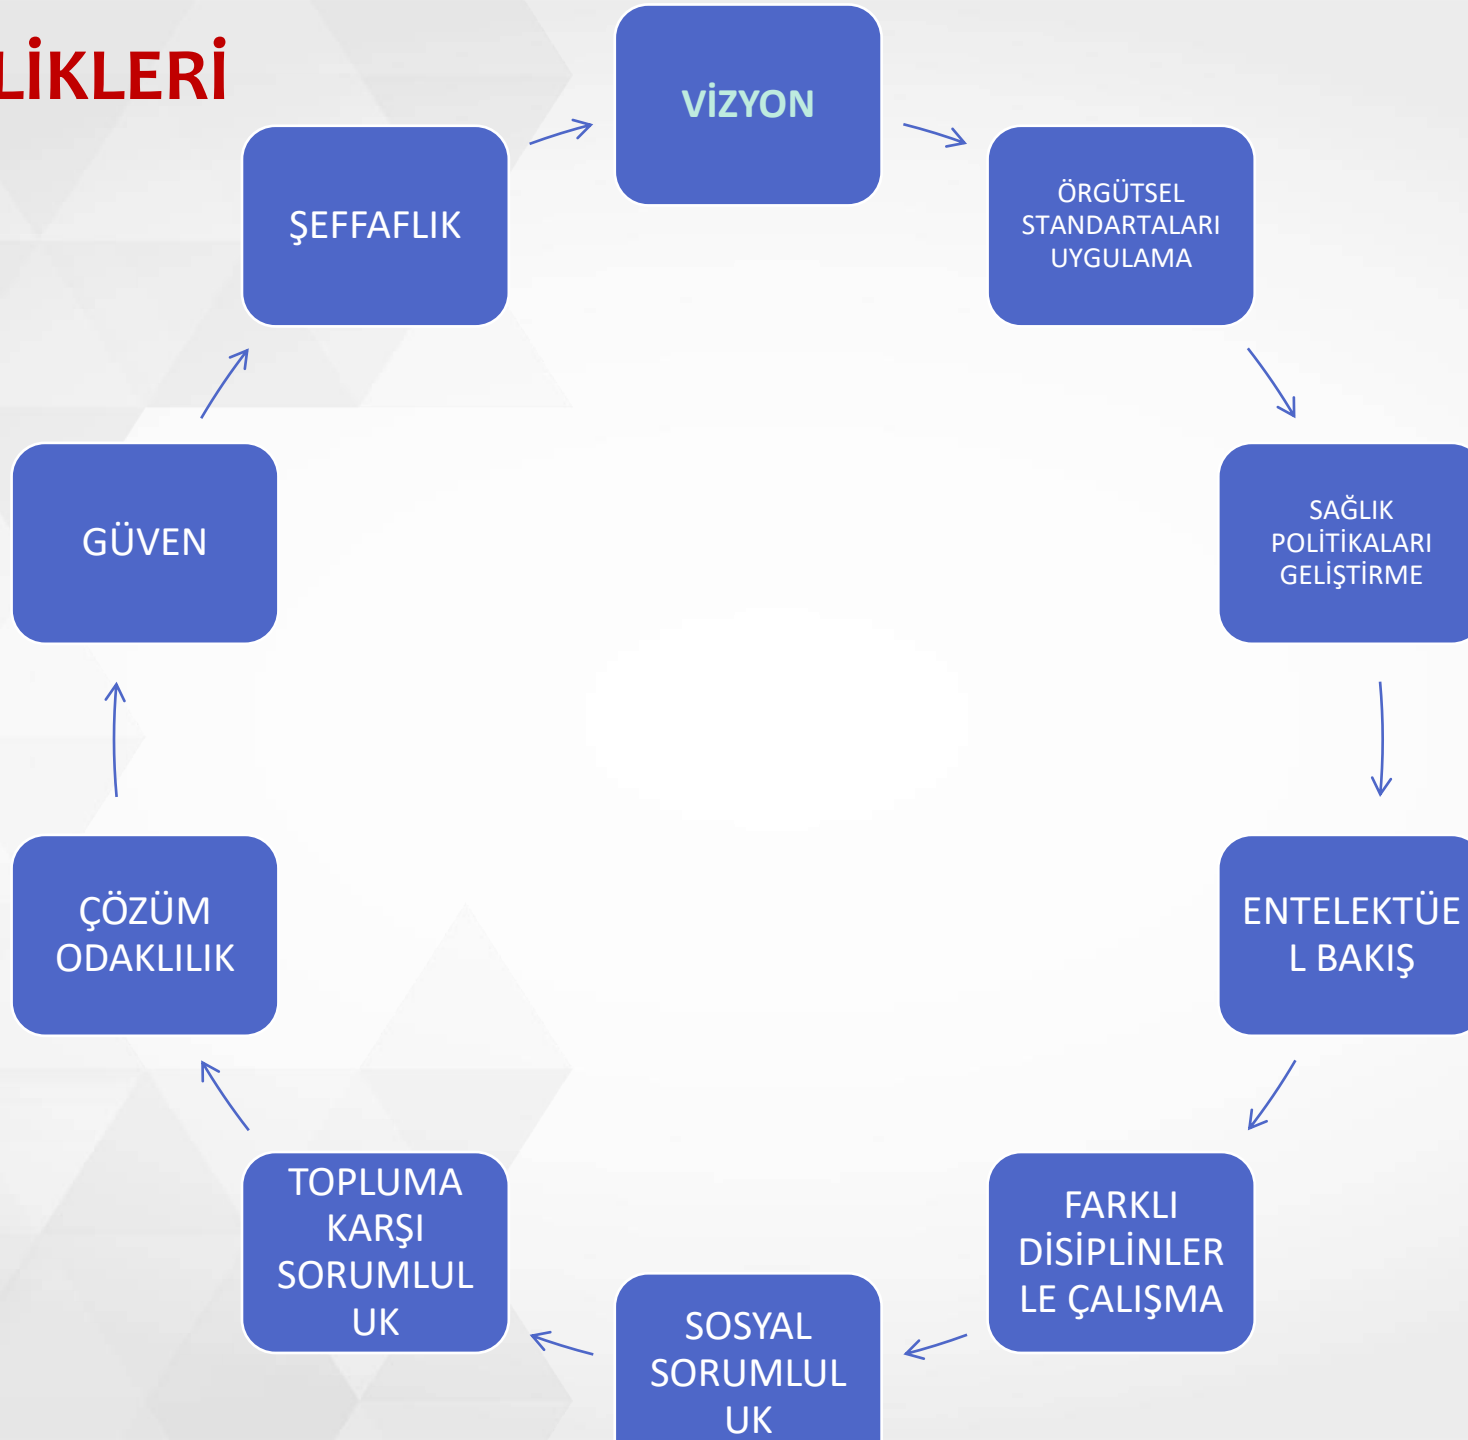 LİKLERİ
VİZYON
ÖRGÜTSEL
STANDARTALARI
UYGULAMA
SAĞLIK
POLİTİKALARI
GELİŞTİRME
ENTELEKTÜE
L BAKIŞ
FARKLI
DİSİPLİNLER
LE ÇALIŞMA
SOSYAL
SORUMLUL
UK
TOPLUMA
KARŞI
SORUMLUL
UK
ÇÖZÜM
ODAKLILIK
GÜVEN
ŞEFFAFLIK